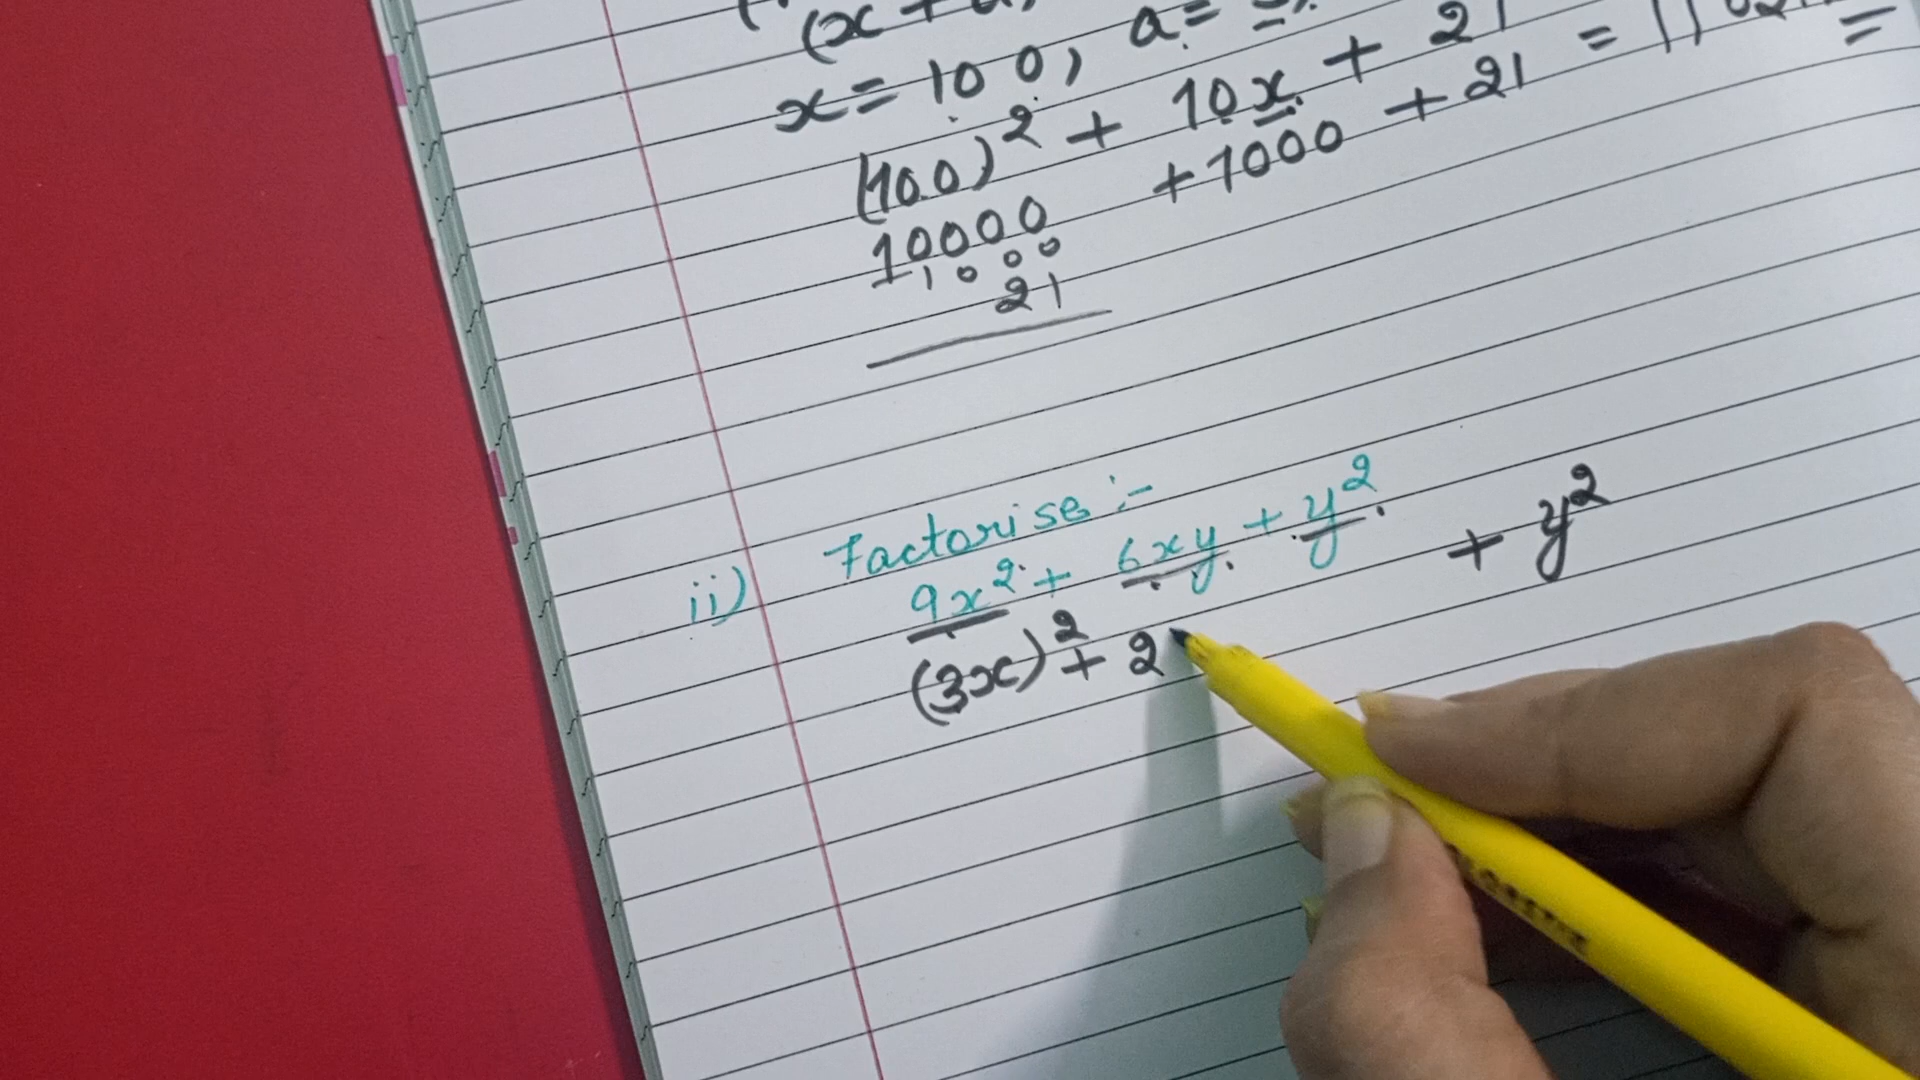 (x +
x = 100, a =
(100)² + 10x + 21
10000 + 1000 + 21 =
1000
21
ii) Factorise :-
9x² + 6xy + y²
(3x)² + 2 + y²